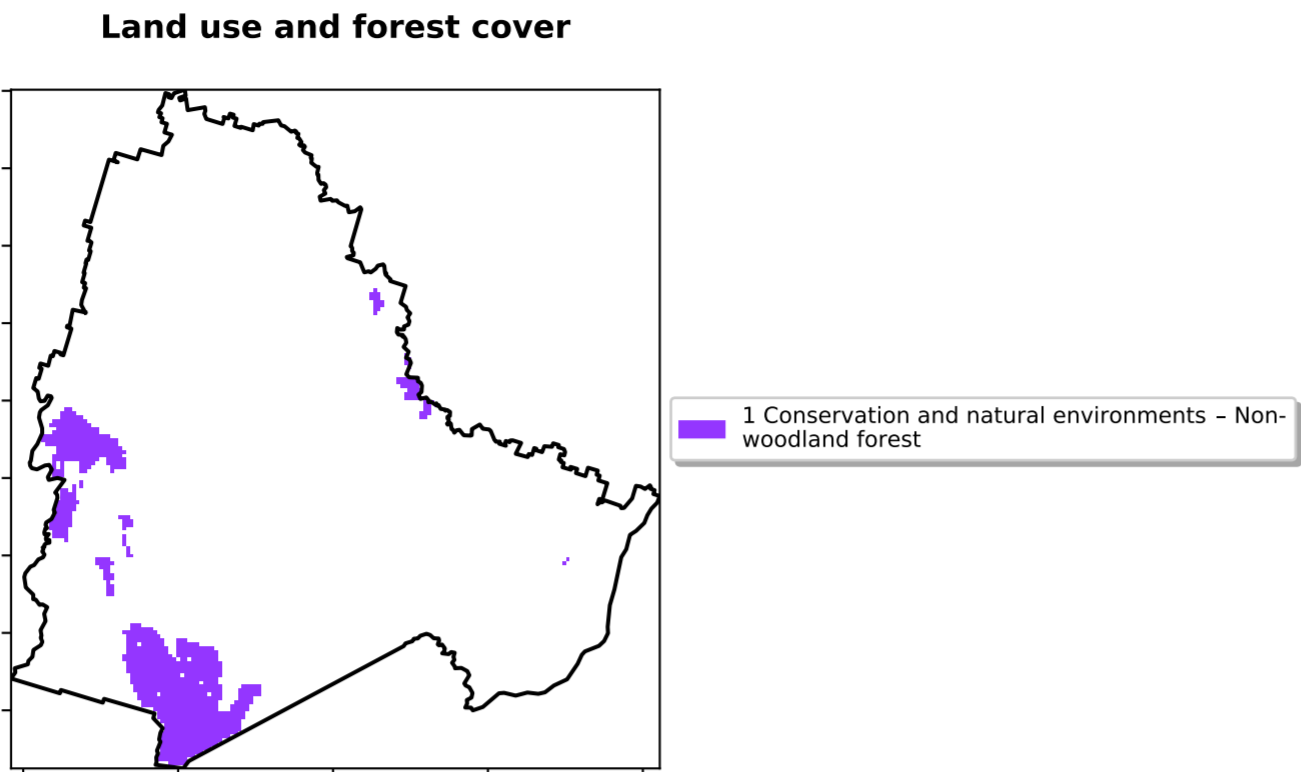 Land use and forest cover
1 Conservation and natural environments – Non-
woodland forest